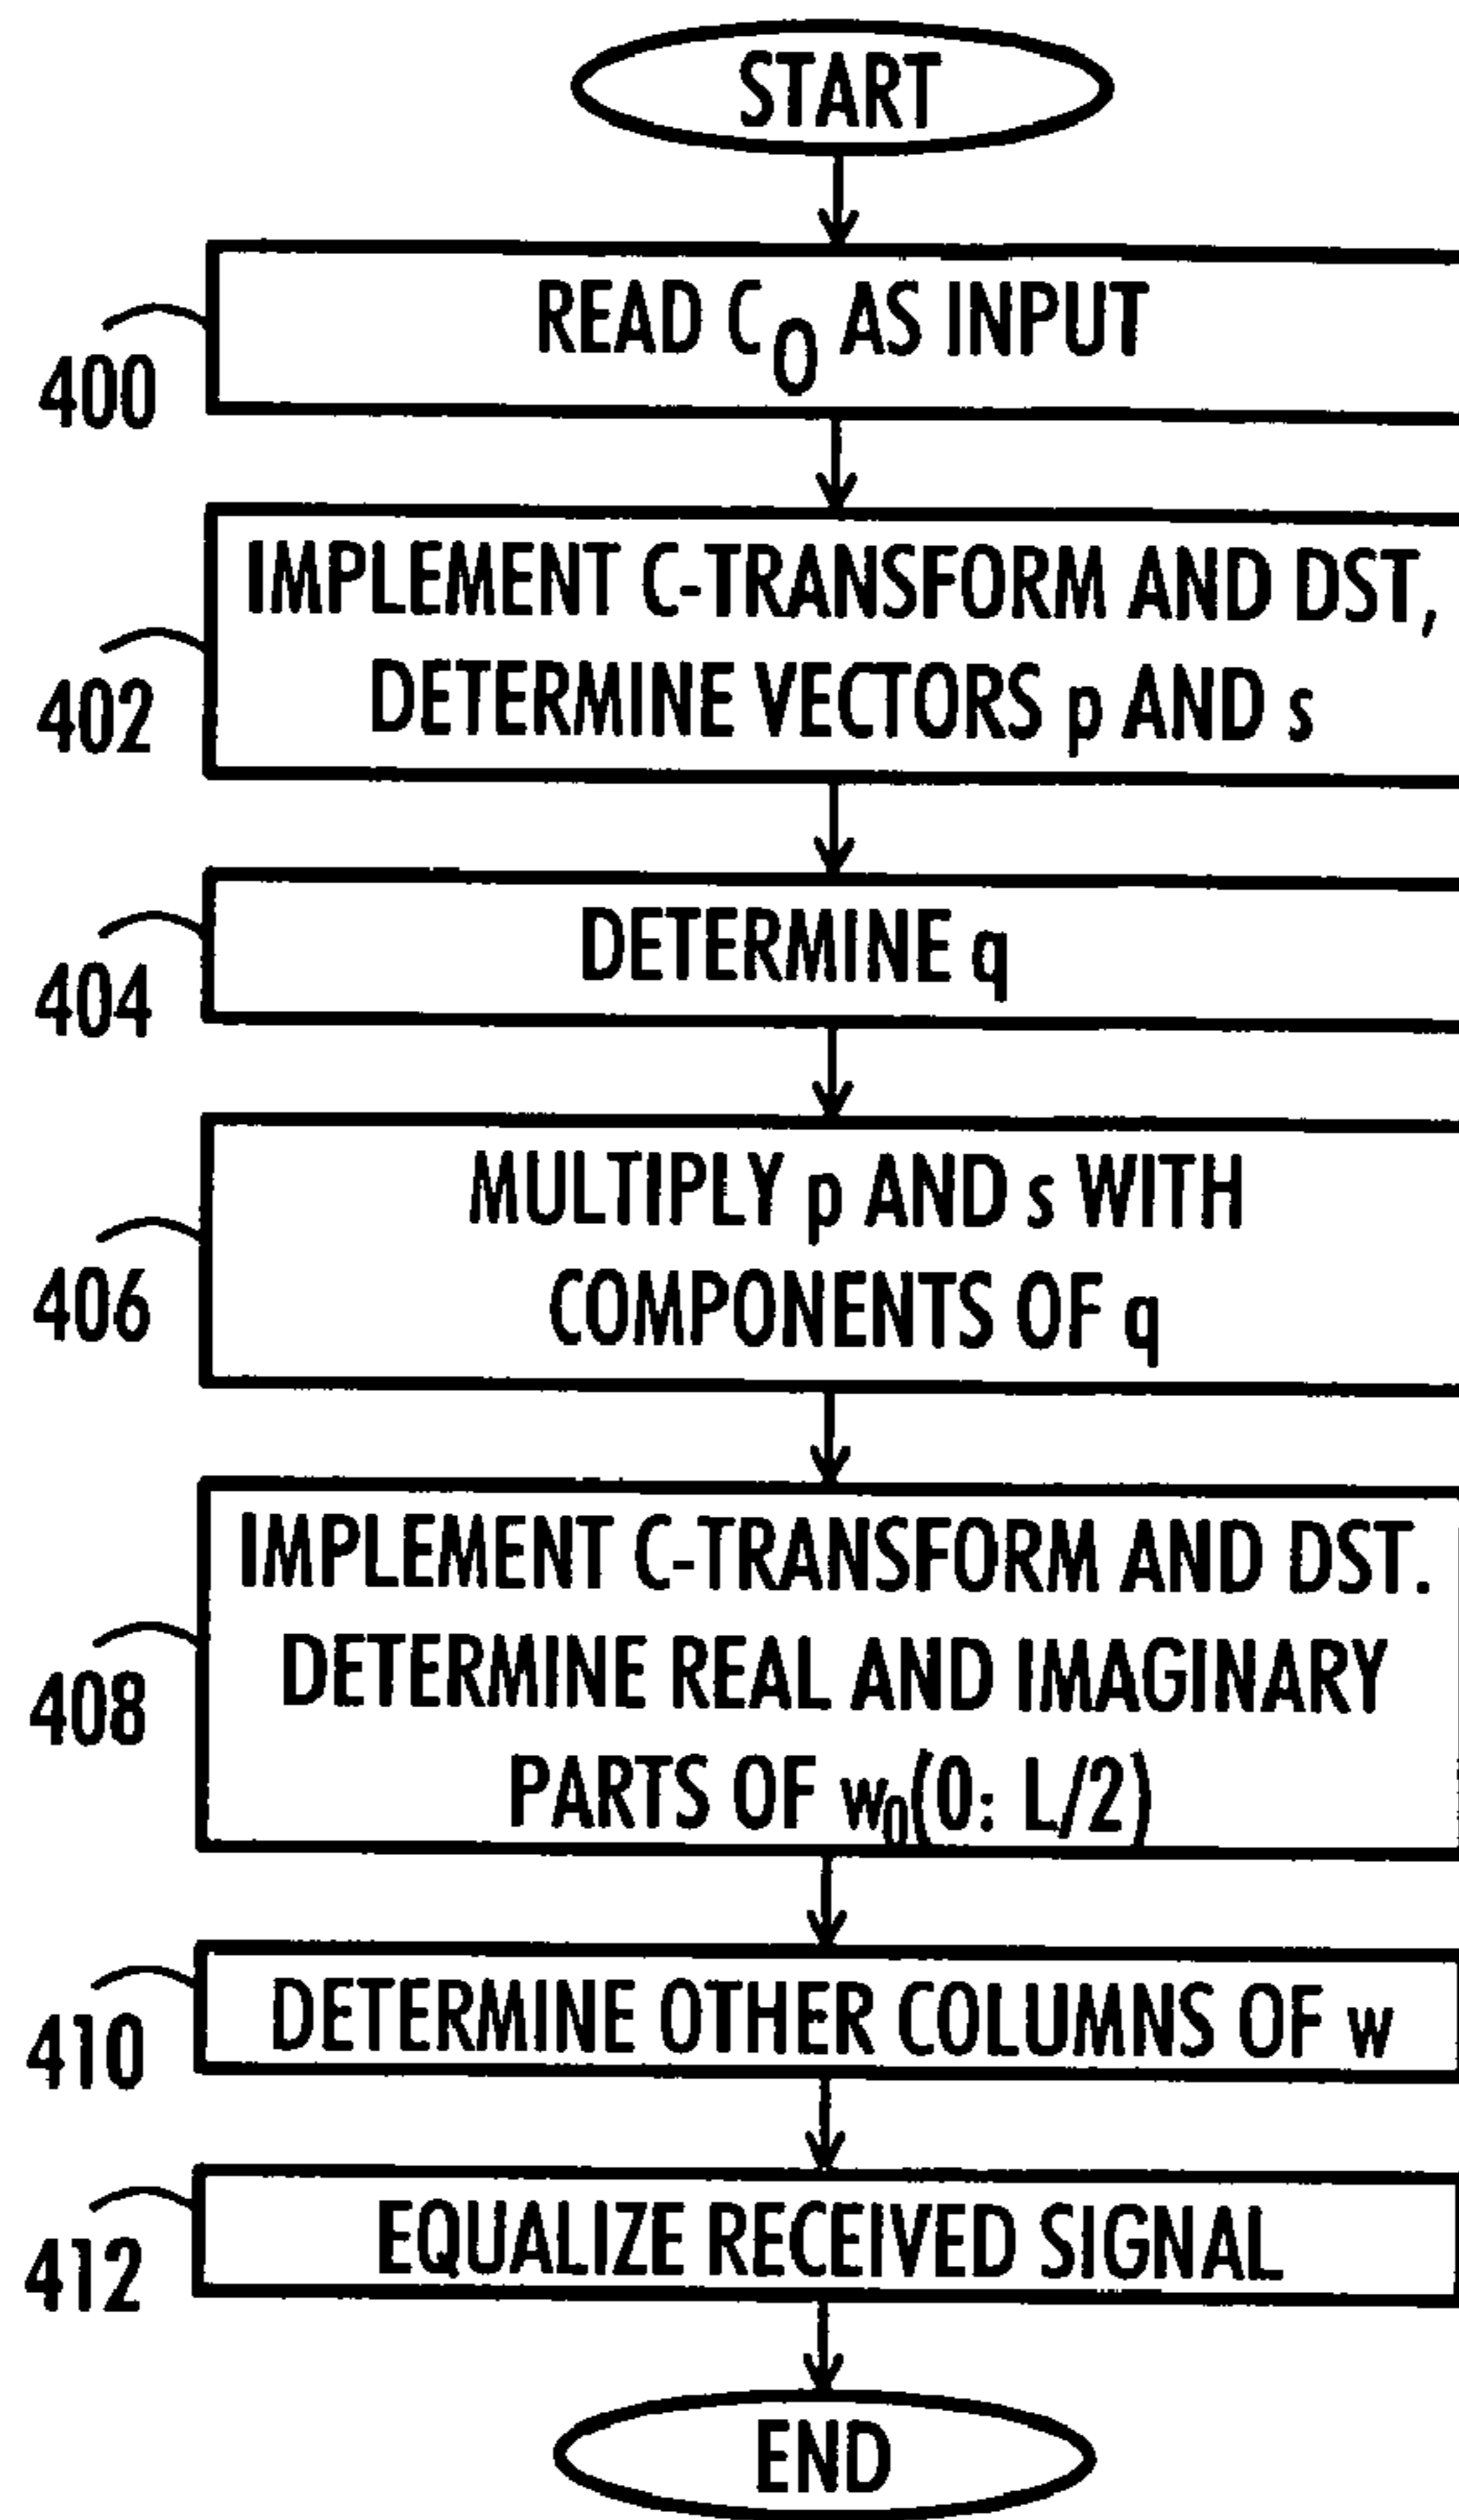 START
READ C0 AS INPUT
400
IMPLEMENT C-TRANSFORM AND DST,
DETERMINE VECTORS p AND s
402
DETERMINE q
404
MULTIPLY p AND s WITH
COMPONENTS OF q
406
IMPLEMENT C-TRANSFORM AND DST.
DETERMINE REAL AND IMAGINARY
PARTS OF w0(0: L/2)
408
DETERMINE OTHER COLUMNS OF w
410
EQUALIZE RECEIVED SIGNAL
412
END